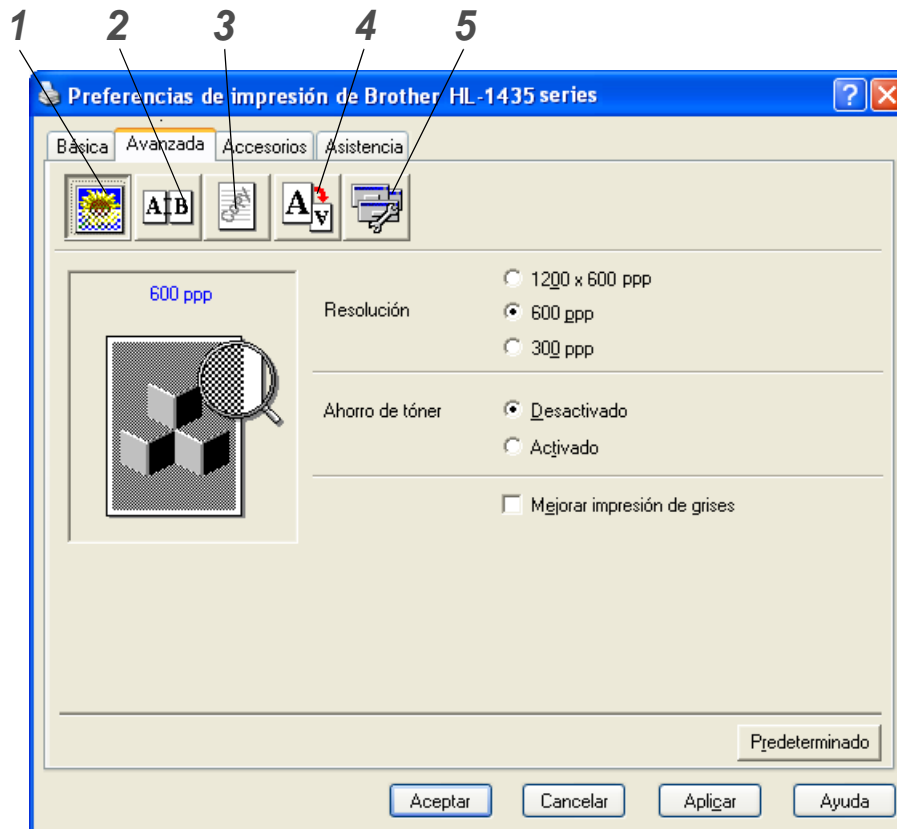 1 2 3 4 5
Preferencias de impresión de Brother HL-1435 series
Básica Avanzada Accesorios Asistencia
A B COPY A A
600 ppp
Resolución
1200 x 600 ppp
600 ppp
300 ppp
Ahorro de tóner
Desactivado
Activado
Mejorar impresión de grises
Predeterminado
Aceptar Cancelar Aplicar Ayuda